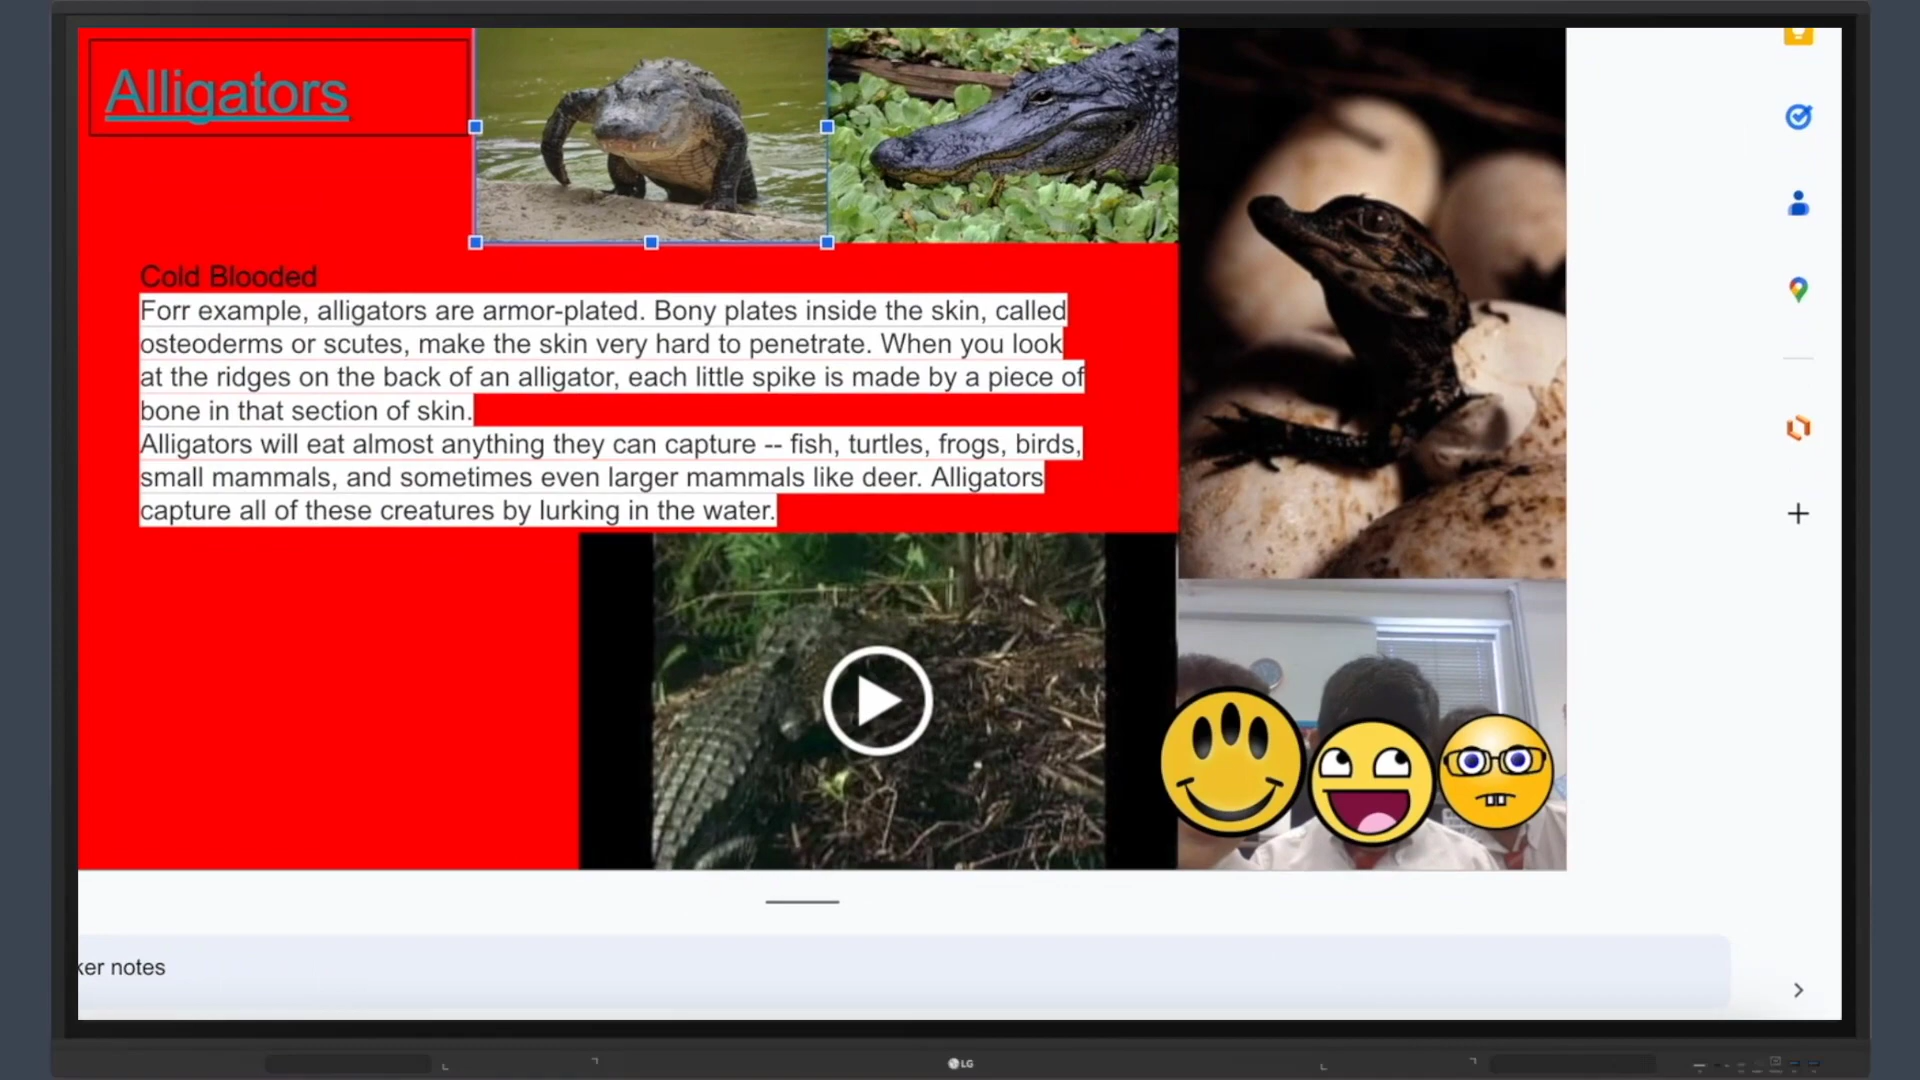 Alligators
Cold Blooded
Forr example, alligators are armor-plated. Bony plates inside the skin, called
osteoderms or scutes, make the skin very hard to penetrate. When you look
at the ridges on the back of an alligator, each little spike is made by a piece of
bone in that section of skin.
Alligators will eat almost anything they can capture -- fish, turtles, frogs, birds,
small mammals, and sometimes even larger mammals like deer. Alligators
capture all of these creatures by lurking in the water.
ker notes
LG